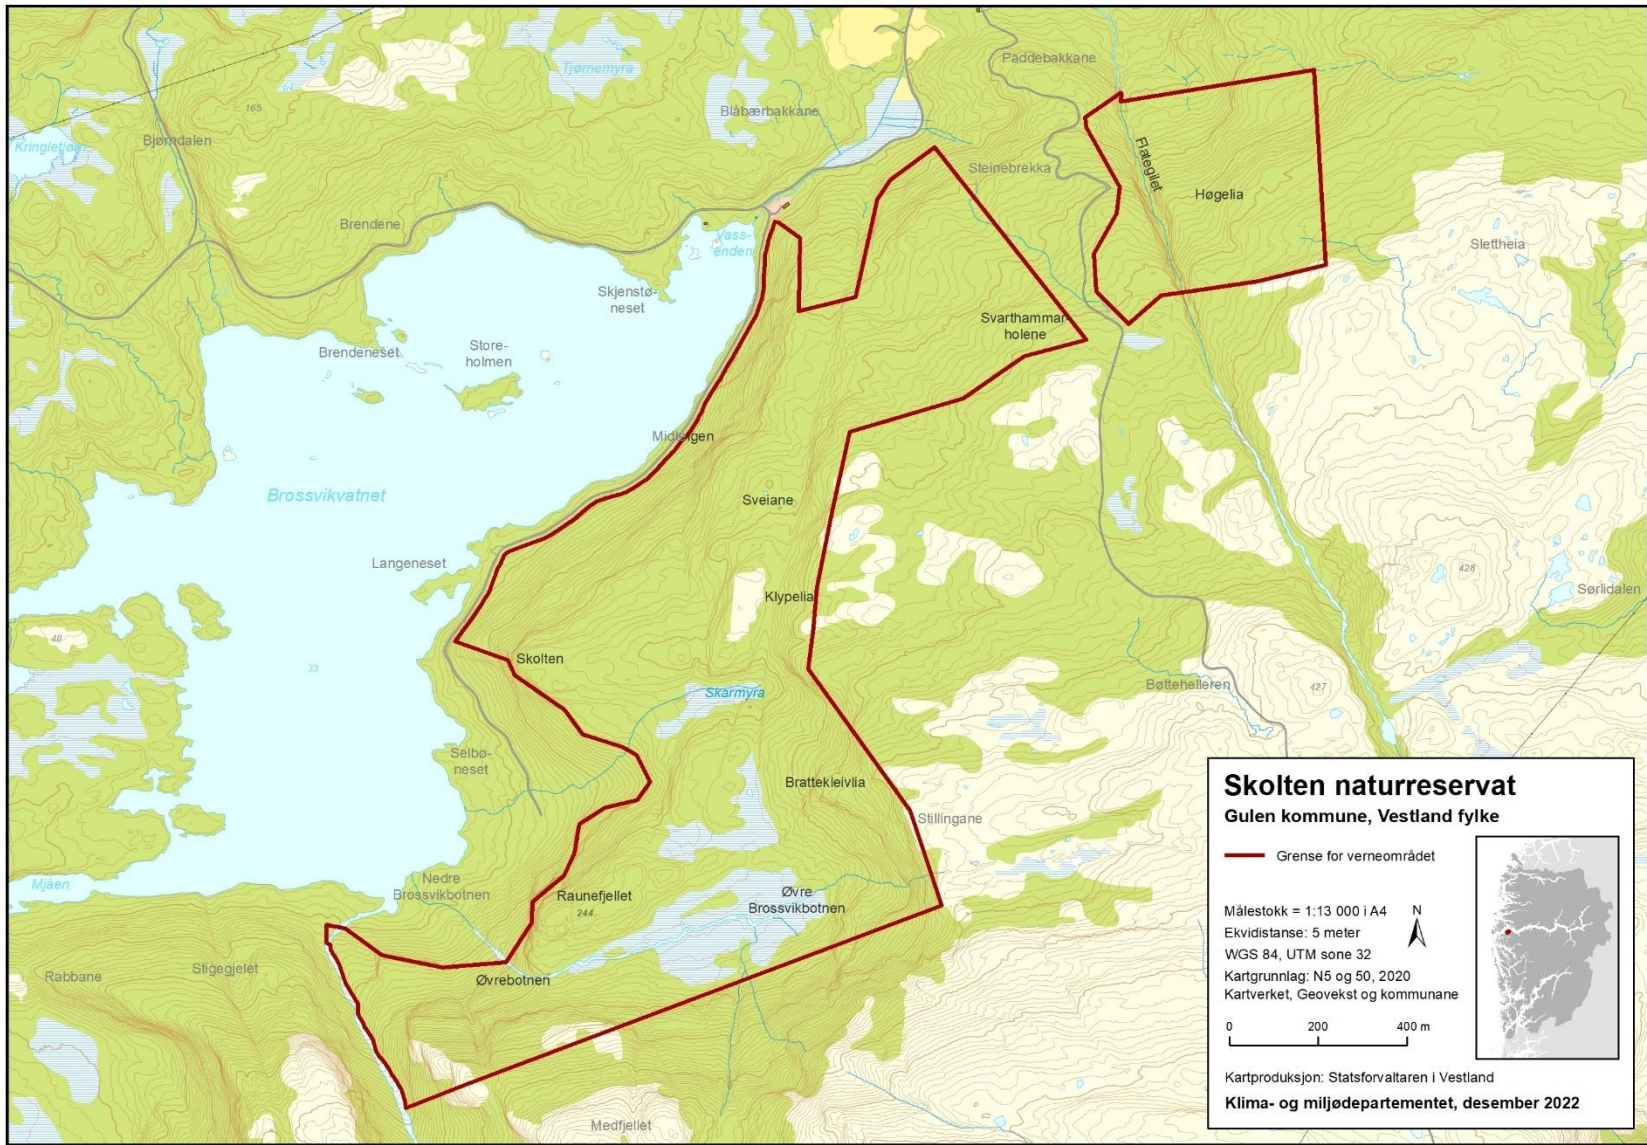 Paddebakkane
Tjørnemyra
165
Blåbærbakkane
Bjørndalen
Kringletjørn
Flategilet
Steinebrekka
Høgelia
Brendene
Vass-
enden
Slettheia
Skjenstø-
neset
Svarthammar-
holene
Brendeneset
Store-
holmen
Midteigen
Brossvikvatnet
Sveiane
Langeneset
428
Klypelia
Sørlidalen
48
33
Skolten
Skarmyra
Bøttehelleren
427
Selbø-
neset
Brattekleivlia
Stillingane
Mjåen
Nedre
Brossvikbotnen
Raunefjellet
244
Øvre
Brossvikbotnen
Rabbane
Stigegjelet
Øvrebotnen
Medfjellet
Skolten naturreservat
Gulen kommune, Vestland fylke
Grense for verneområdet
Målestokk = 1:13 000 i A4
N
Ekvidistanse: 5 meter
WGS 84, UTM sone 32
Kartgrunnlag: N5 og 50, 2020
Kartverket, Geovekst og kommunane
0 200 400 m
Kartproduksjon: Statsforvaltaren i Vestland
Klima- og miljødepartementet, desember 2022